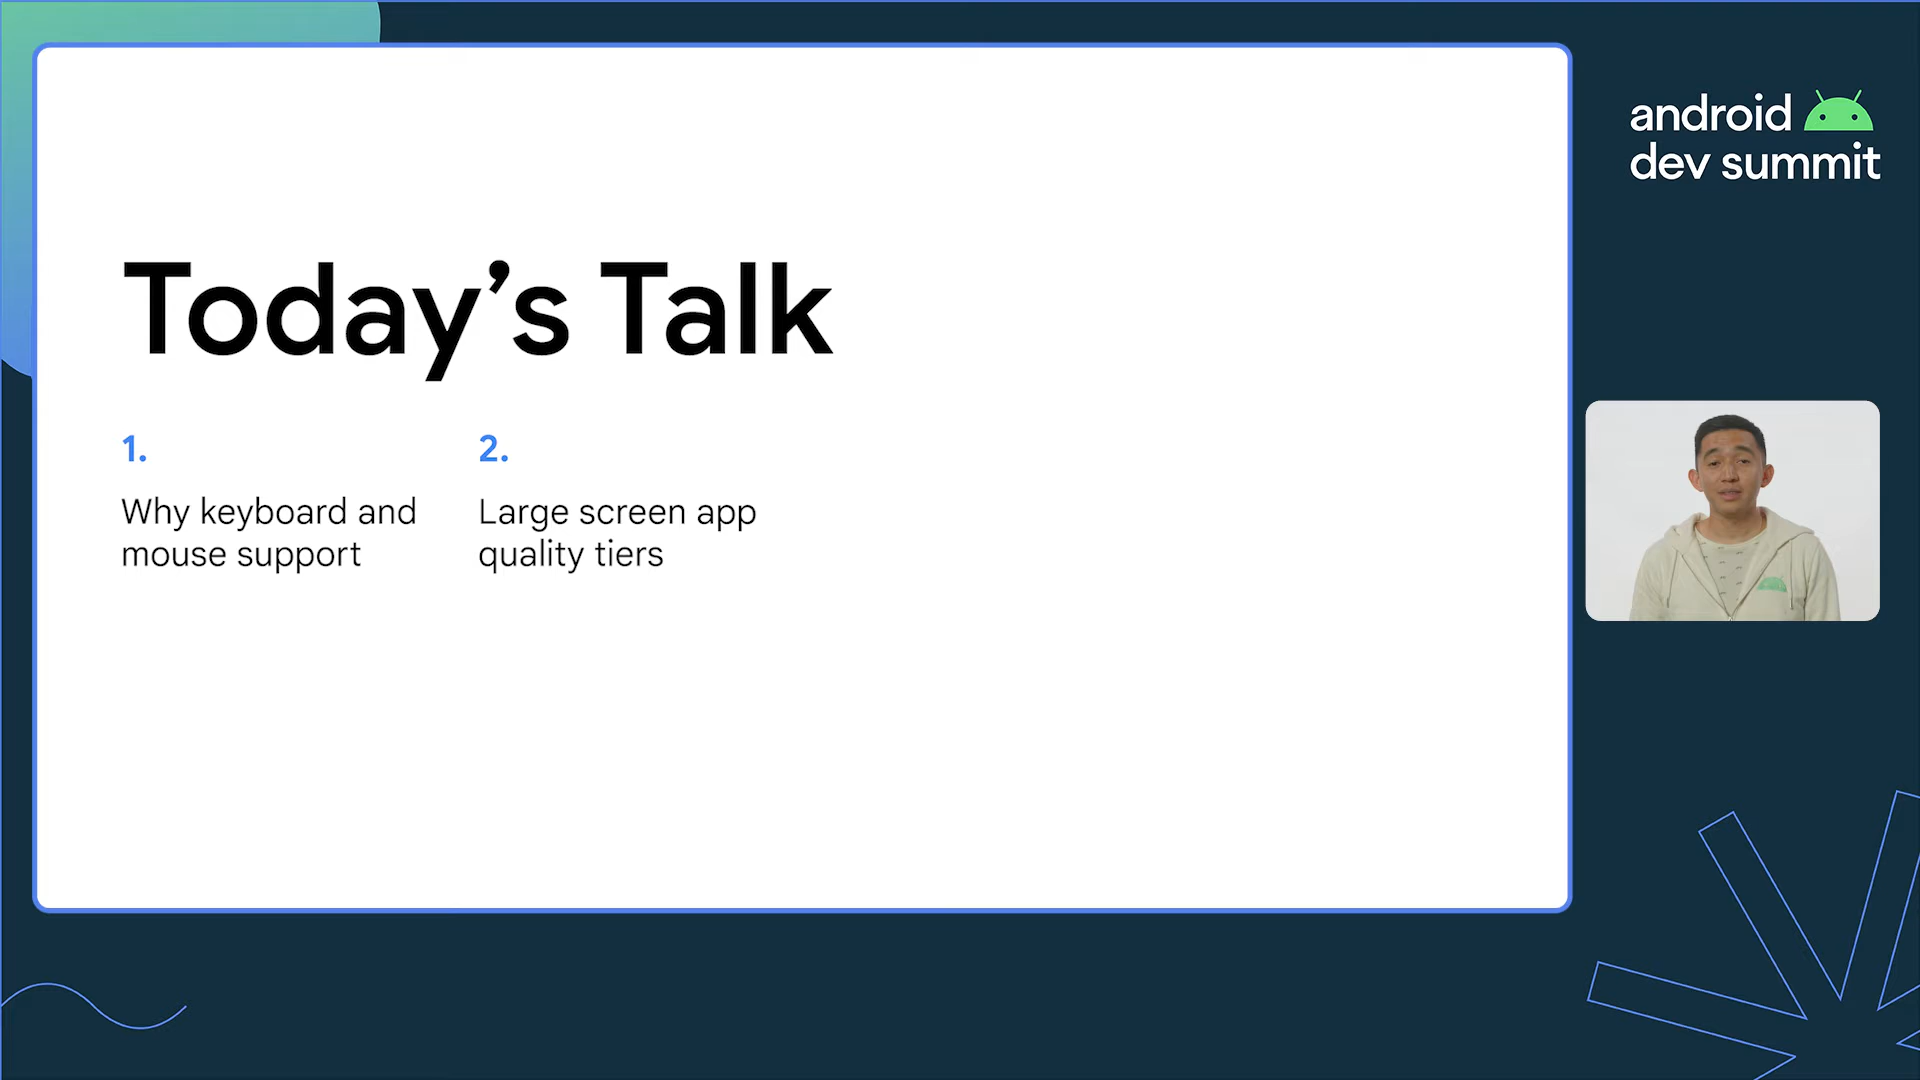 Today’s Talk
1.
Why keyboard and
mouse support
2.
Large screen app
quality tiers
android
dev summit